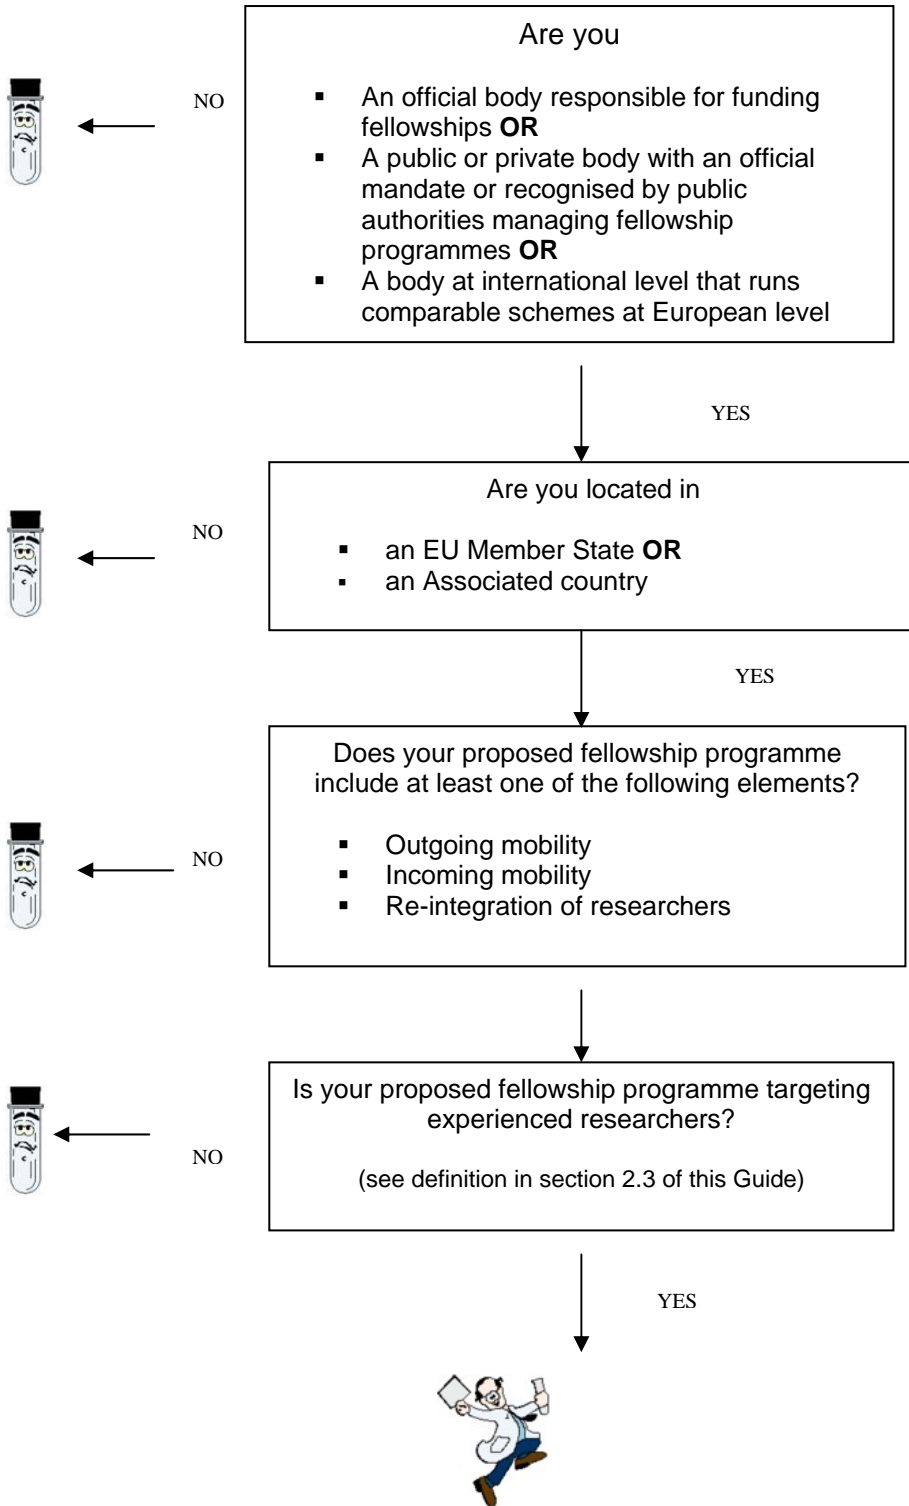 Are you
NO
▪ An official body responsible for funding
fellowships OR
▪ A public or private body with an official
mandate or recognised by public
authorities managing fellowship
programmes OR
▪ A body at international level that runs
comparable schemes at European level
YES
Are you located in
NO
▪ an EU Member State OR
▪ an Associated country
YES
Does your proposed fellowship programme
include at least one of the following elements?
NO
▪ Outgoing mobility
▪ Incoming mobility
▪ Re-integration of researchers
Is your proposed fellowship programme targeting
experienced researchers?
NO
(see definition in section 2.3 of this Guide)
YES